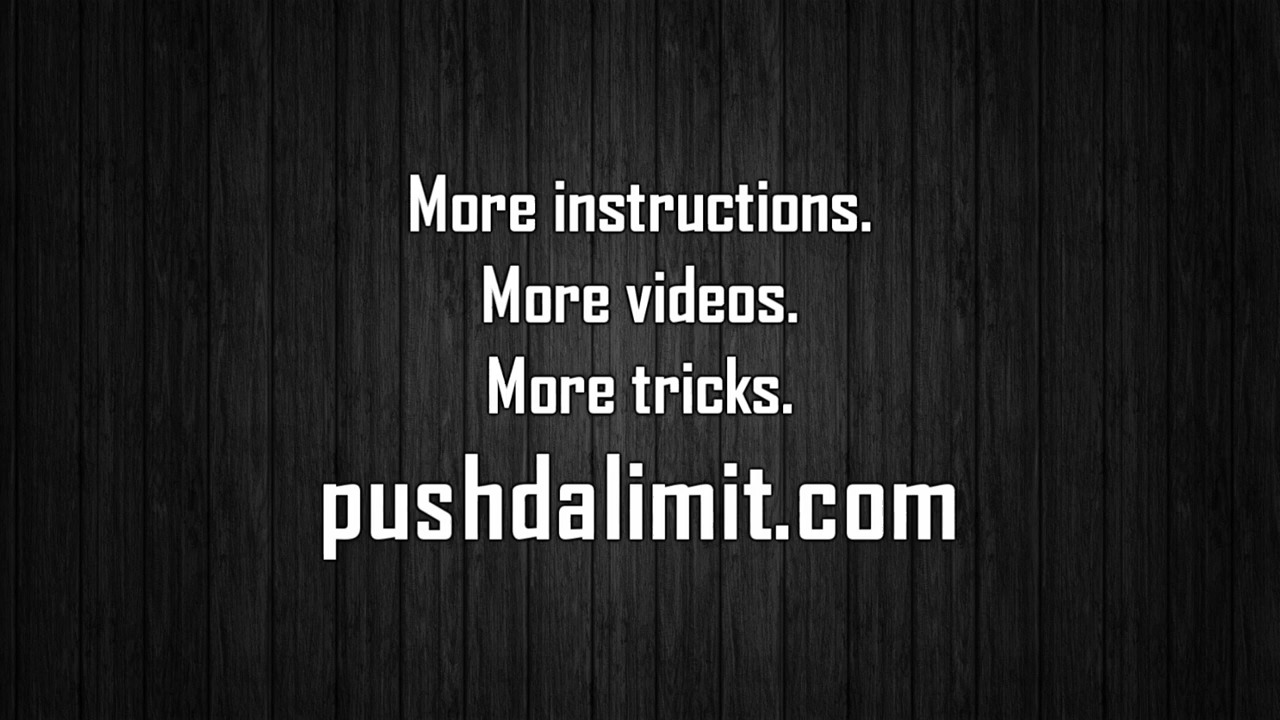 More instructions.
More videos.
More tricks.
pushdalimit.com